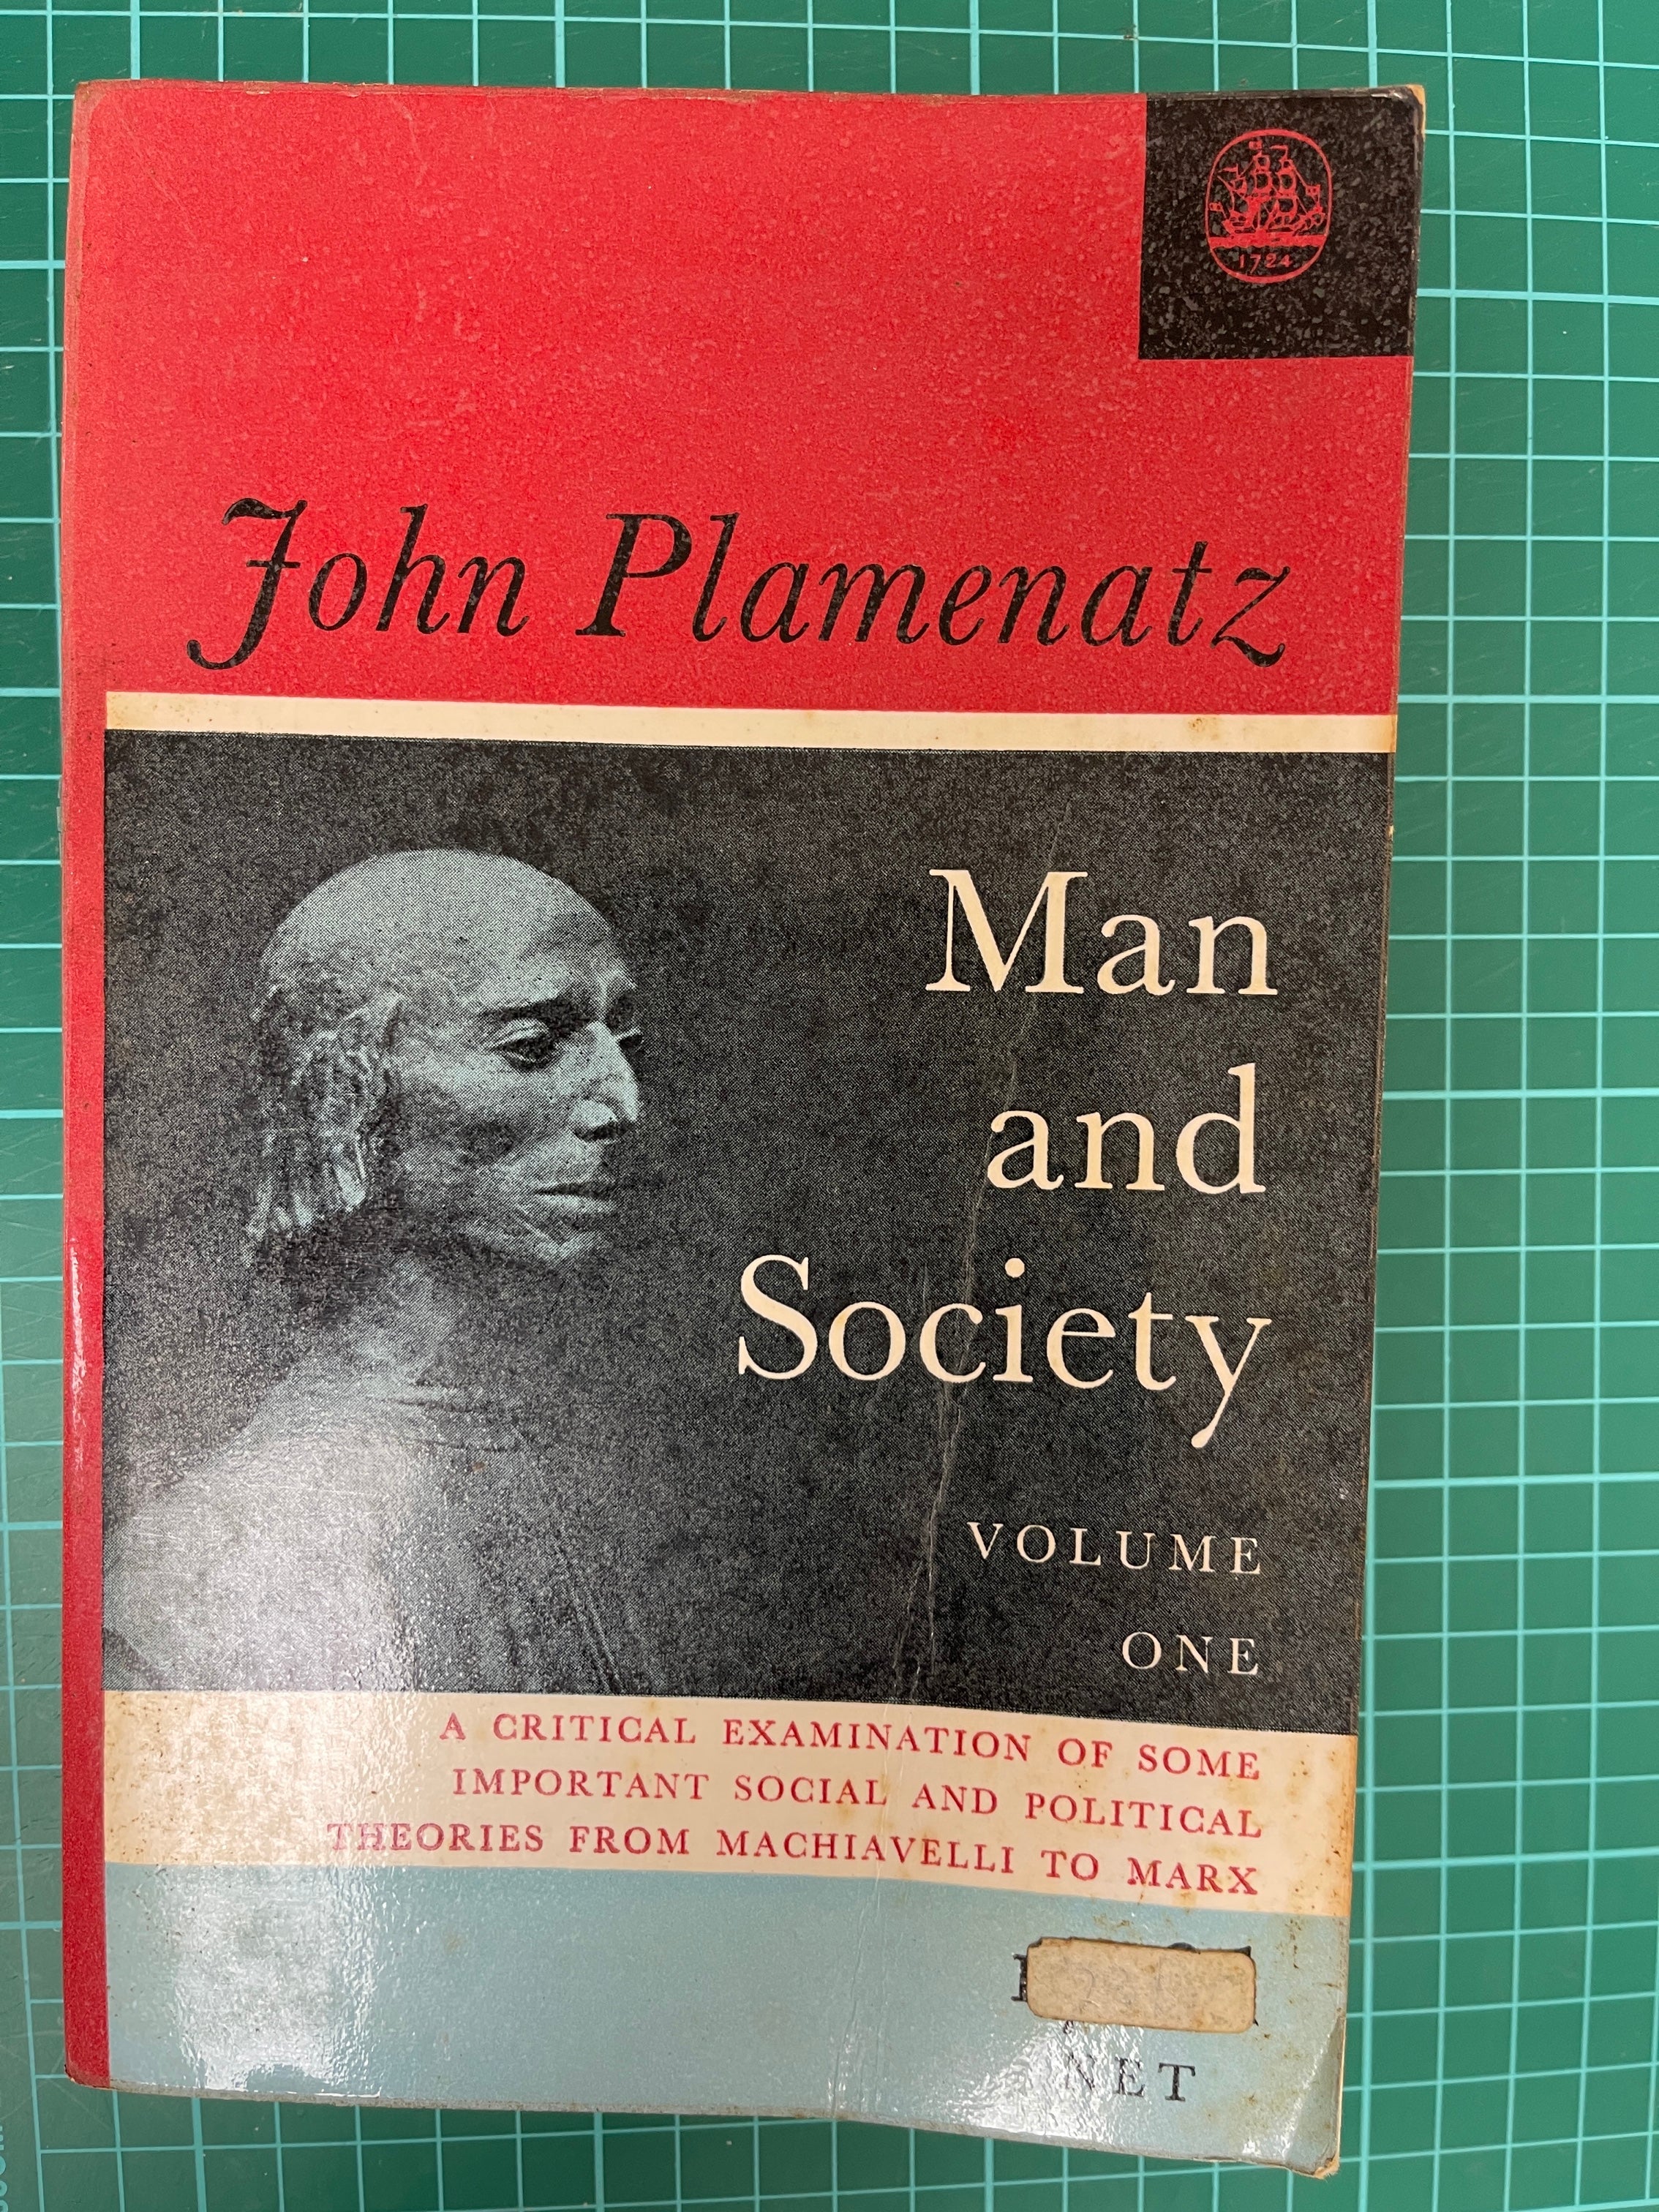 1724
John Plamenatz
Man
and
Society
VOLUME
ONE
A CRITICAL EXAMINATION OF SOME
IMPORTANT SOCIAL AND POLITICAL
THEORIES FROM MACHIAVELLI TO MARX
NET